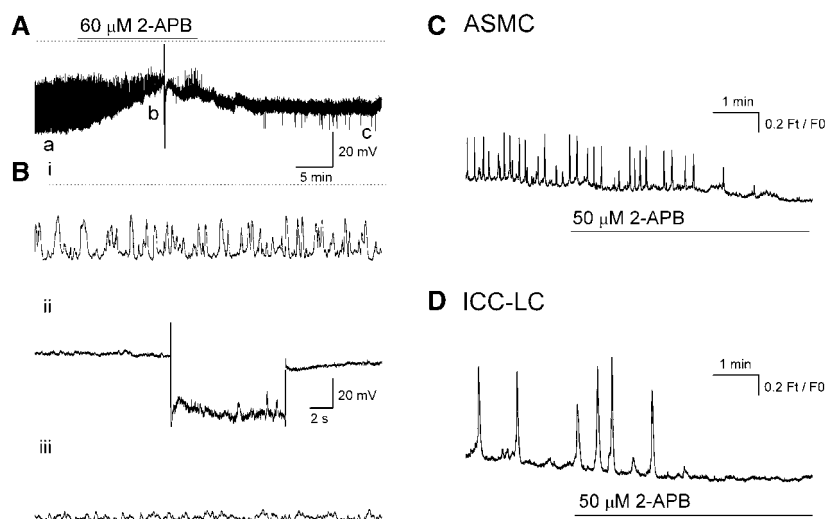 A
60 μM 2-APB
a
b
c
20 mV
5 min
B
i
ii
20 mV
2 s
iii
C ASMC
1 min
0.2 Ft / F0
50 μM 2-APB
D ICC-LC
1 min
0.2 Ft / F0
50 μM 2-APB